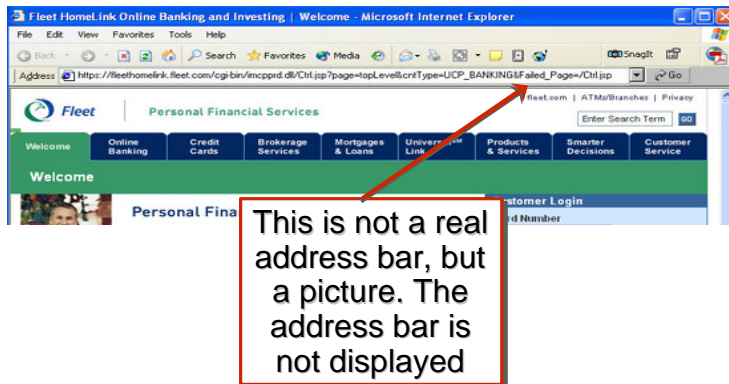 Fleet HomeLink Online Banking and Investing | Welcome - Microsoft Internet Explorer
File Edit View Favorites Tools Help
Back Search Favorites Media SnagIt
Address https://fleethomelink.fleet.com/cgi-bin/imcpprd.dll/Ctrl.jsp?page=topLevel&cntType=UCP_BANKING&Failed_Page=/Ctrl.jsp Go
fleet.com | ATMs/Branches | Privacy
Fleet Personal Financial Services
Enter Search Term GO
Welcome Online Banking Credit Cards Brokerage Services Mortgages & Loans Products & Services Smarter Decisions Customer Service
Welcome
Personal Fina
stomer Login
rd Number
This is not a real
address bar, but
a picture. The
address bar is
not displayed